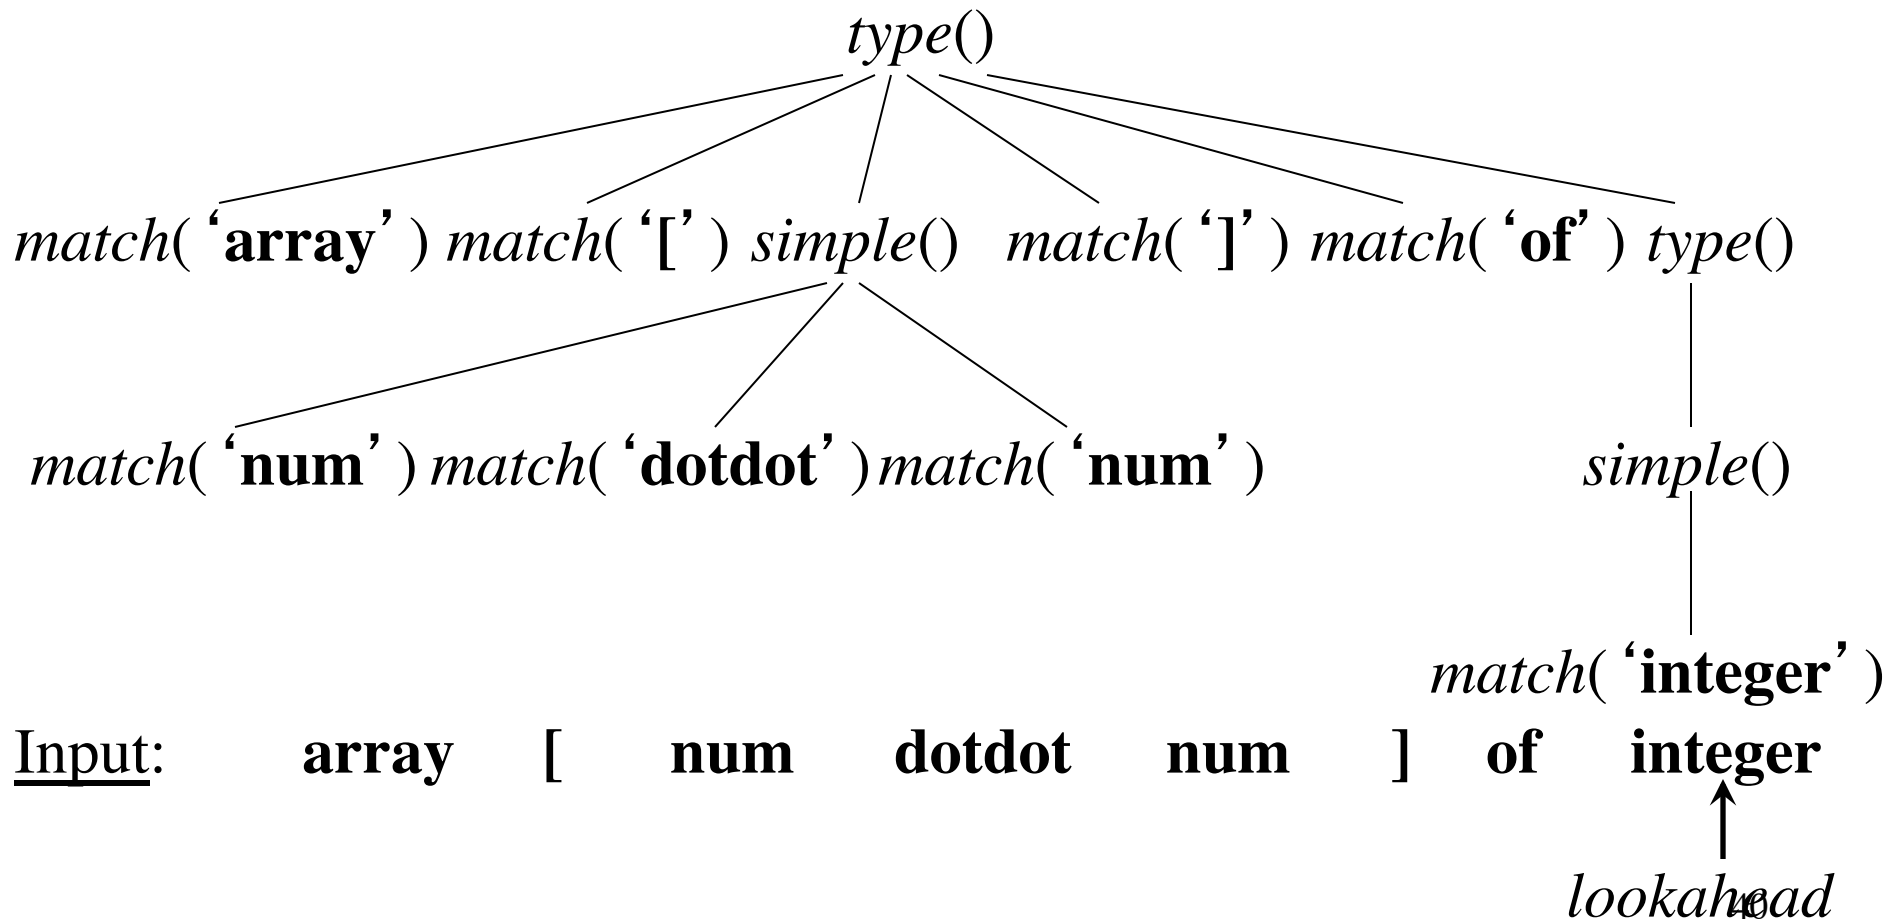 type()
match(‘array’) match(‘[’) simple() match(‘]’) match(‘of’) type()
match(‘num’) match(‘dotdot’) match(‘num’) simple()
match(‘integer’)
Input: array [ num dotdot num ] of integer
lookahead
40